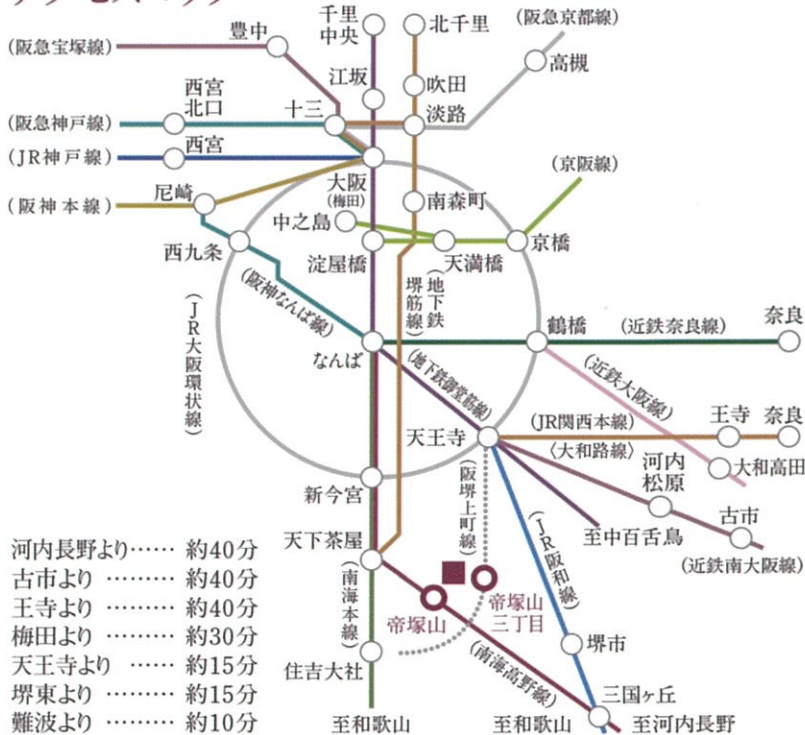 (阪急宝塚線)
豊中
千里
中央
北千里
(阪急京都線)
高槻
江坂
吹田
西宮
北口
十三
淡路
(阪急神戸線)
(JR神戸線)
西宮
(阪神本線)
尼崎
大阪
(梅田)
南森町
(京阪線)
中之島
西九条
淀屋橋
天満橋
京橋
(阪神なんば線)
(地下鉄
堺筋線)
(JR大阪環状線)
なんば
鶴橋
(近鉄奈良線)
奈良
(地下鉄御堂筋線)
(近鉄大阪線)
天王寺
(JR関西本線)
〈大和路線〉
王寺
奈良
大和高田
河内
松原
古市
(近鉄南大阪線)
至中百舌鳥
新今宮
(阪堺上町線)
(JR阪和線)
天下茶屋
(南海本線)
帝塚山
帝塚山
三丁目
住吉大社
(南海高野線)
堺市
三国ヶ丘
至和歌山
至和歌山
至河内長野
河内長野より…… 約40分
古市より ……… 約40分
王寺より ……… 約40分
梅田より ……… 約30分
天王寺より …… 約15分
堺東より ……… 約15分
難波より ……… 約10分